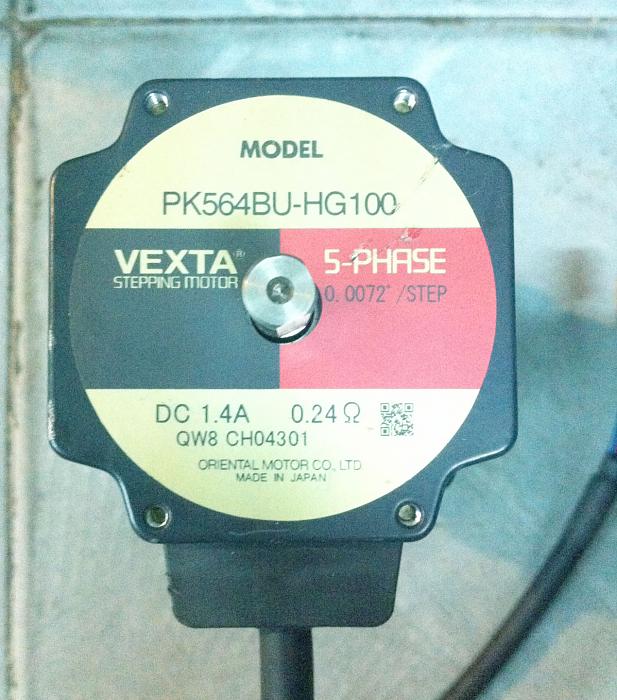 MODEL
PK564BU-HG100
VEXTA®
STEPPING MOTOR
5-PHASE
0.0072°/STEP
DC 1.4A 0.24Ω
QW8 CH04301
ORIENTAL MOTOR CO., LTD
MADE IN JAPAN